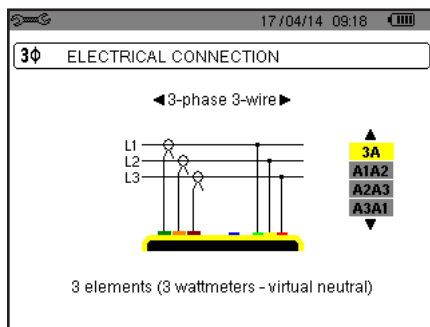 17/04/14 09:18
3Φ ELECTRICAL CONNECTION
◄3-phase 3-wire►
L1
L2
L3
3A
A1A2
A2A3
A3A1
3 elements (3 wattmeters - virtual neutral)